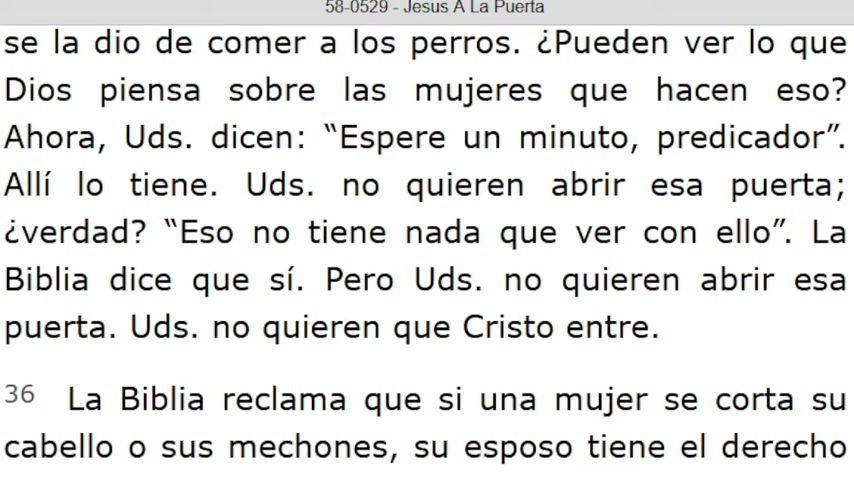 58-0529 - Jesus A La Puerta
se la dio de comer a los perros. ¿Pueden ver lo que
Dios piensa sobre las mujeres que hacen eso?
Ahora, Uds. dicen: “Espere un minuto, predicador”.
Allí lo tiene. Uds. no quieren abrir esa puerta;
¿verdad? “Eso no tiene nada que ver con ello”. La
Biblia dice que sí. Pero Uds. no quieren abrir esa
puerta. Uds. no quieren que Cristo entre.
36 La Biblia reclama que si una mujer se corta su
cabello o sus mechones, su esposo tiene el derecho